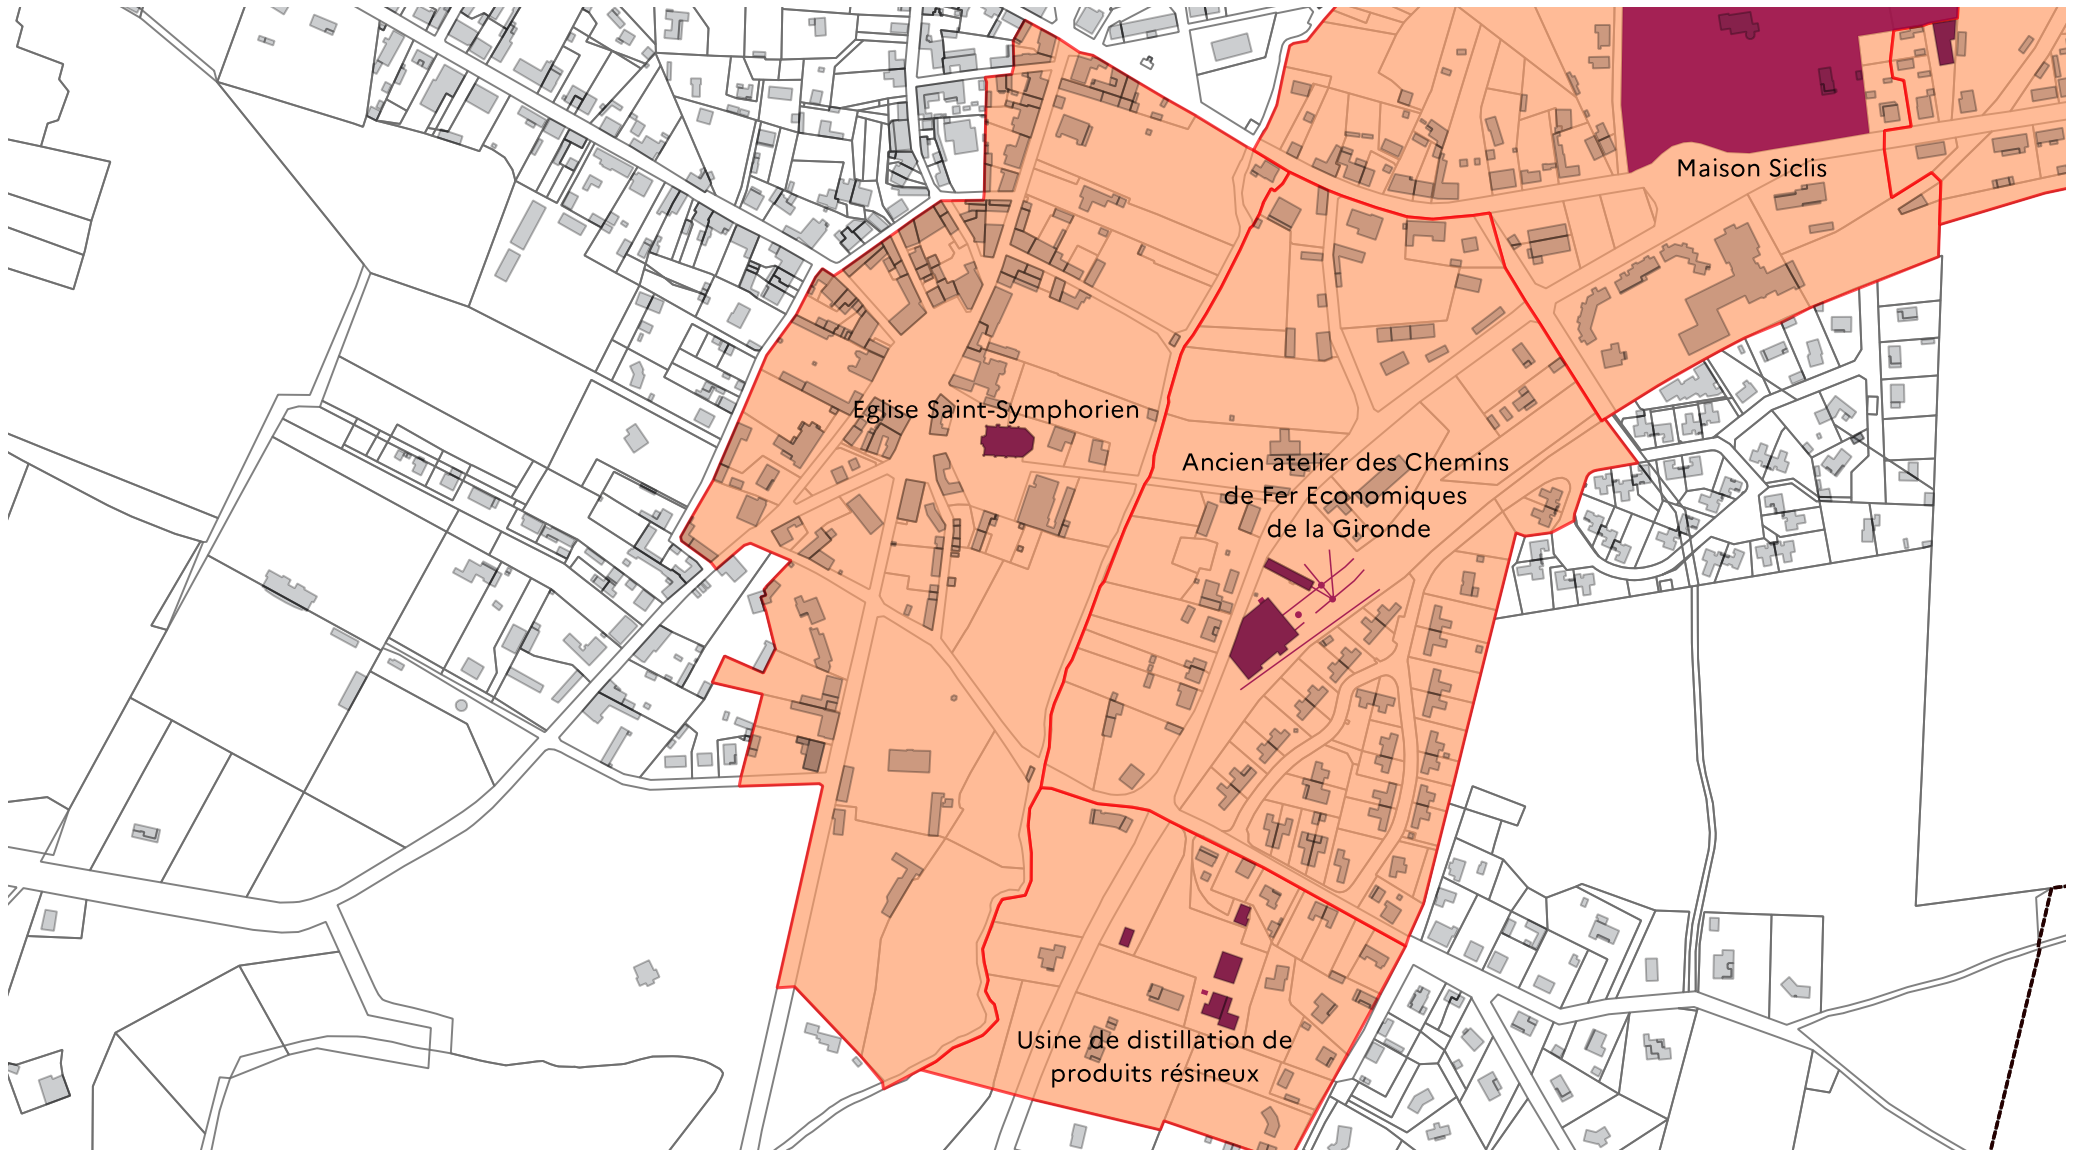 Maison Siclis
Eglise Saint-Symphorien
Ancien atelier des Chemins
de Fer Economiques
de la Gironde
Usine de distillation de
produits résineux